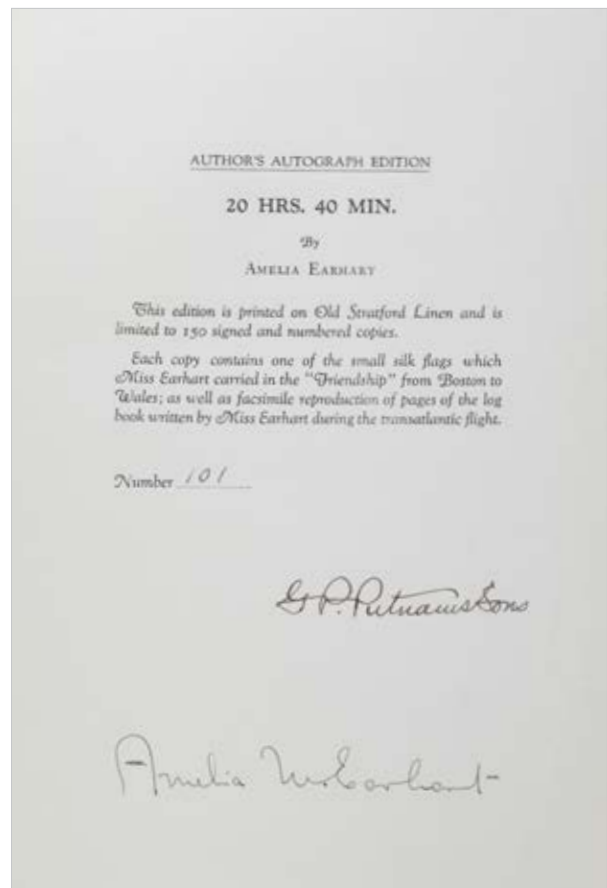 AUTHOR'S AUTOGRAPH EDITION
20 HRS. 40 MIN.
By
AMELIA EARHART
This edition is printed on Old Stratford Linen and is
limited to 150 signed and numbered copies.
Each copy contains one of the small silk flags which
Miss Earhart carried in the "Friendship" from Boston to
Wales; as well as facsimile reproduction of pages of the log
book written by Miss Earhart during the transatlantic flight.
Number 101
G. P. Putnam's Sons
Amelia M. Earhart